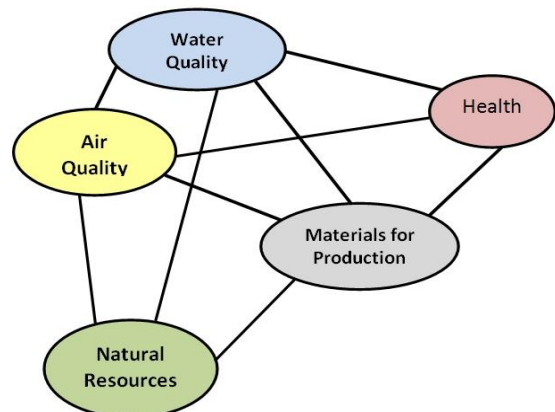 Water
Quality
Health
Air
Quality
Materials for
Production
Natural
Resources